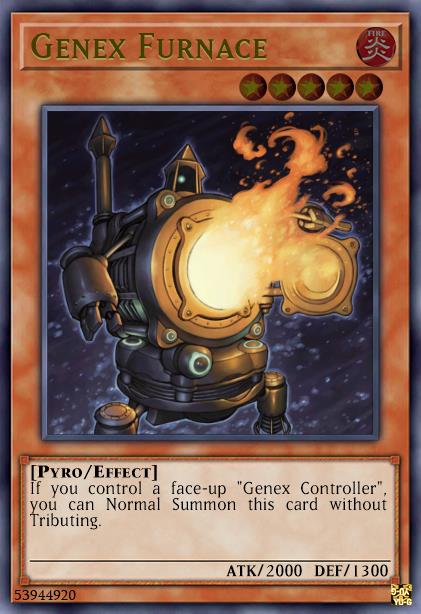 Genex Furnace
FIRE
炎
[Pyro/Effect]
If you control a face-up "Genex Controller",
you can Normal Summon this card without
Tributing.
ATK/2000 DEF/1300
53944920